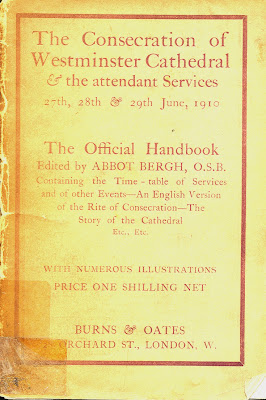 The Consecration of
Westminster Cathedral
& the attendant Services
27th, 28th & 29th June, 1910
The Official Handbook
Edited by ABBOT BERGH, O.S.B.
Containing the Time-table of Services
and of other Events—An English Version
of the Rite of Consecration—The
Story of the Cathedral
Etc., Etc.
WITH NUMEROUS ILLUSTRATIONS
PRICE ONE SHILLING NET
BURNS & OATES
ORCHARD ST., LONDON, W.